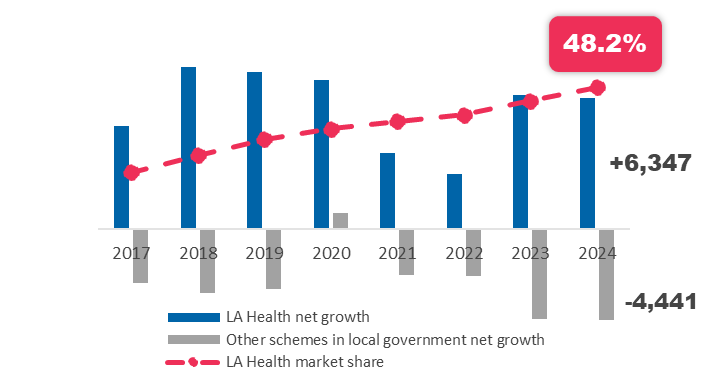 48.2%
+6,347
2017 2018 2019 2020 2021 2022 2023 2024
-4,441
LA Health net growth
Other schemes in local government net growth
LA Health market share